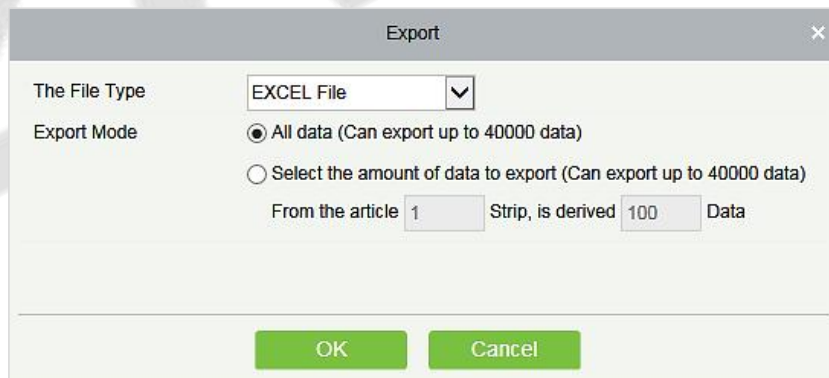 Export
The File Type EXCEL File
Export Mode All data (Can export up to 40000 data)
Select the amount of data to export (Can export up to 40000 data)
From the article 1 Strip, is derived 100 Data
OK Cancel